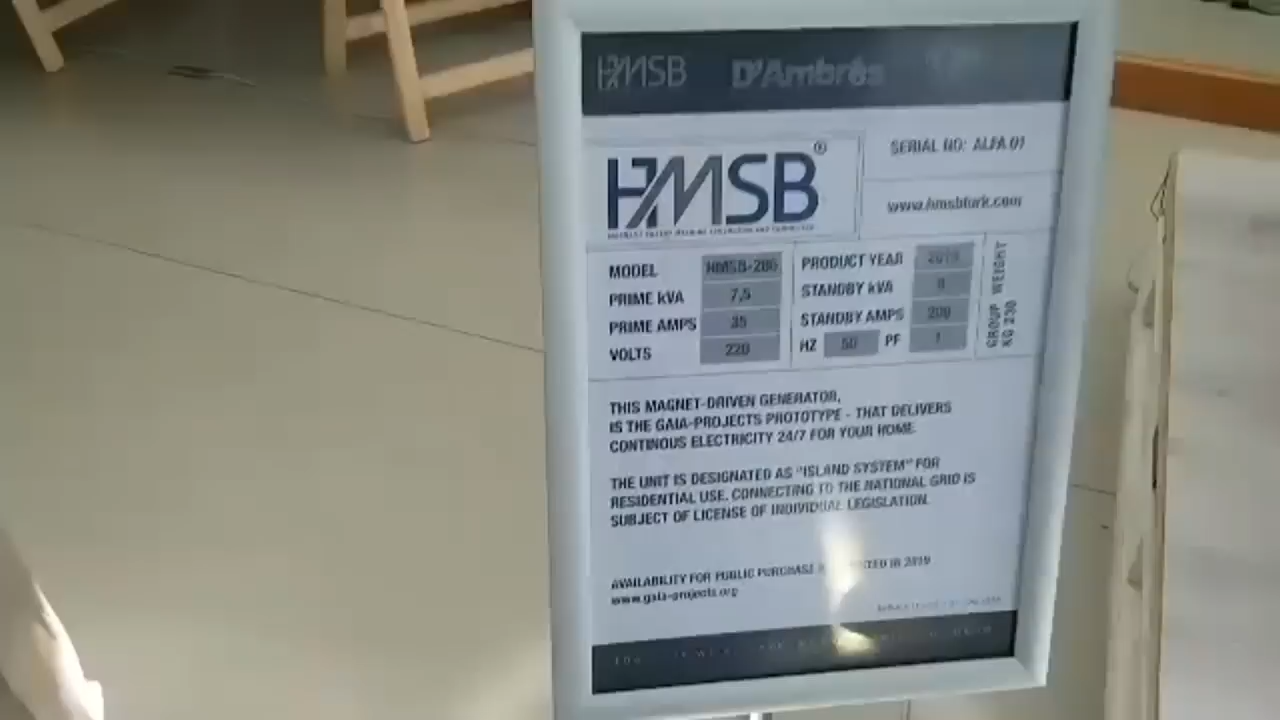 HMSB D'Ambrós
HMSB®
SERIAL NO: ALFA 01
www.hmsbturk.com
MODEL HMSB-286
PRIME kVA 7,5
PRIME AMPS 35
VOLTS 220
PRODUCT YEAR
STANDBY kVA
STANDBY AMPS 200
HZ 50 PF 1
GROUP WEIGHT
KG 230
THIS MAGNET-DRIVEN GENERATOR,
IS THE GAIA-PROJECTS PROTOTYPE - THAT DELIVERS
CONTINOUS ELECTRICITY 24/7 FOR YOUR HOME.
THE UNIT IS DESIGNATED AS "ISLAND SYSTEM" FOR
RESIDENTIAL USE. CONNECTING TO THE NATIONAL GRID IS
SUBJECT OF LICENSE OF INDIVIDUAL LEGISLATION.
AVAILABILITY FOR PUBLIC PURCHASE IN 2019
www.gaia-projects.org